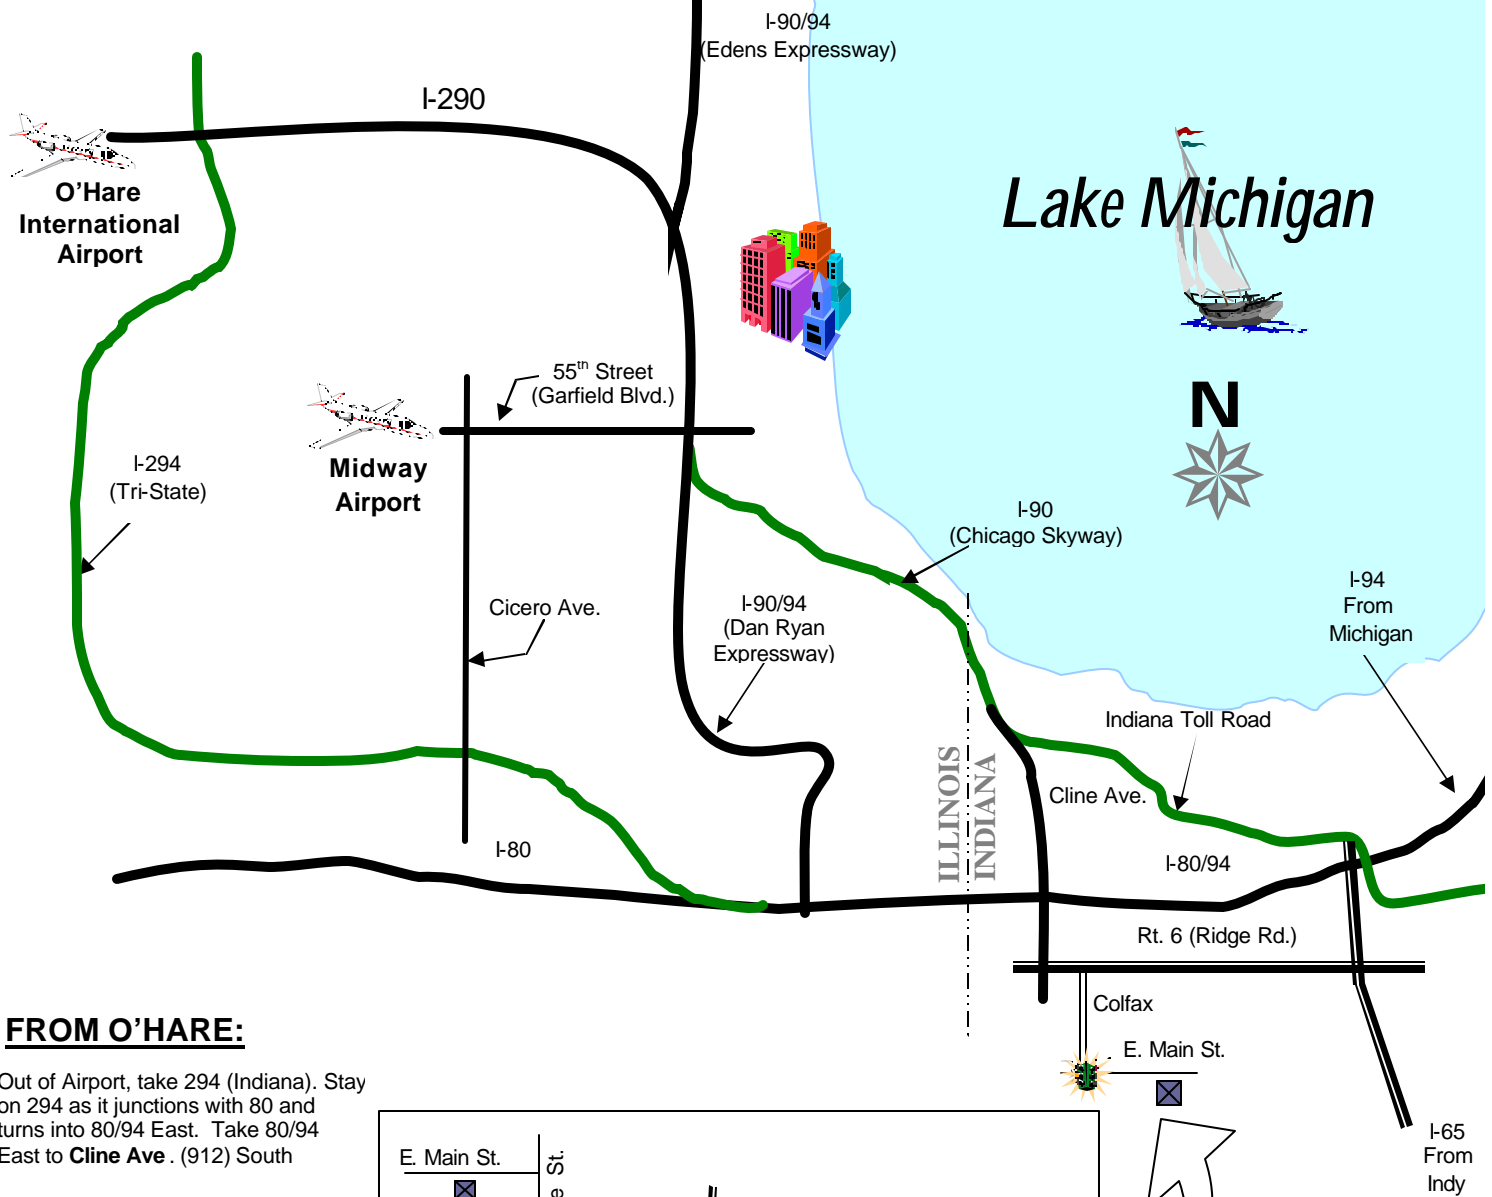 I-90/94
(Edens Expressway)
I-290
O'Hare
International
Airport
Lake Michigan
55th Street
(Garfield Blvd.)
N
I-294
(Tri-State)
Midway
Airport
I-90
(Chicago Skyway)
I-94
From
Michigan
Cicero Ave.
I-90/94
(Dan Ryan
Expressway)
Indiana Toll Road
ILLINOIS
INDIANA
Cline Ave.
I-80
I-80/94
Rt. 6 (Ridge Rd.)
Colfax
E. Main St.
FROM O'HARE:
Out of Airport, take 294 (Indiana). Stay
on 294 as it junctions with 80 and
turns into 80/94 East. Take 80/94
East to Cline Ave . (912) South
E. Main St.
St.
I-65
From
Indy